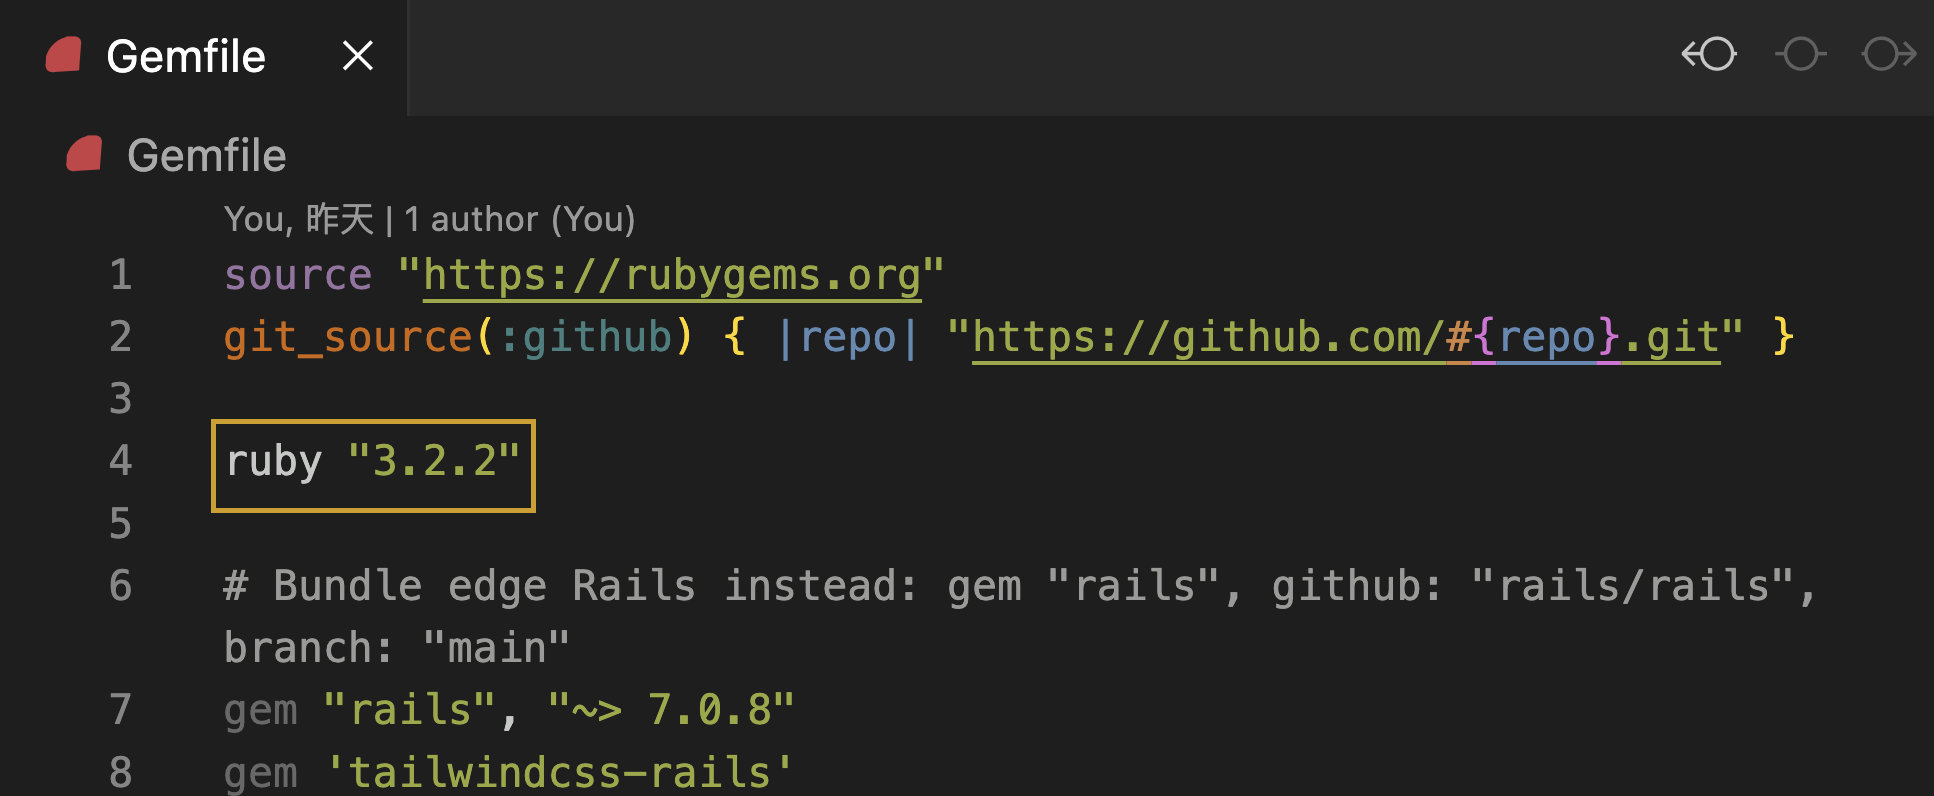 Gemfile
Gemfile
You, 昨天 | 1 author (You)
1 source "https://rubygems.org"
2 git_source(:github) { |repo| "https://github.com/#{repo}.git" }
3
4 ruby "3.2.2"
5
6 # Bundle edge Rails instead: gem "rails", github: "rails/rails",
branch: "main"
7 gem "rails", "~> 7.0.8"
8 gem 'tailwindcss-rails'